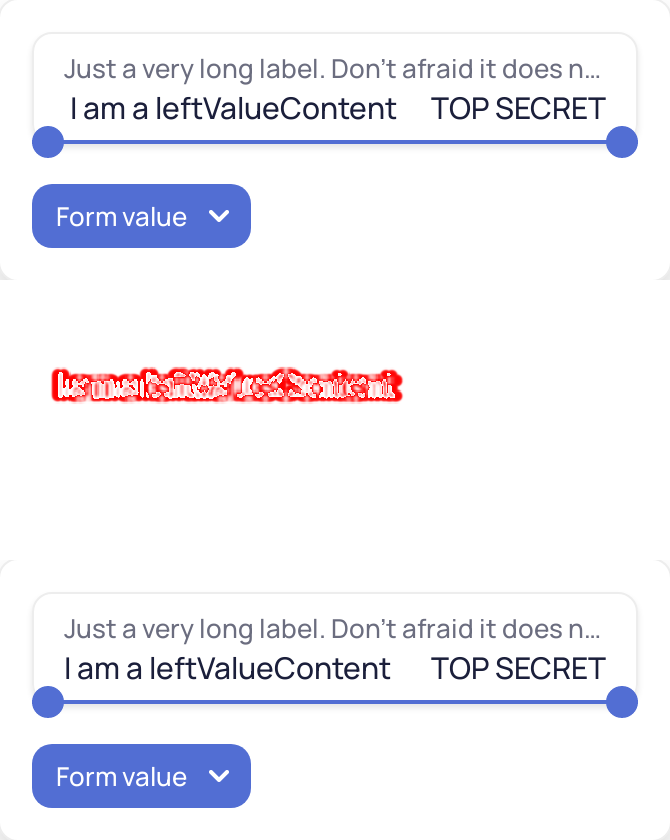 Just a very long label. Don't afraid it does n...
I am a leftValueContent TOP SECRET
Form value
Just a very long label. Don't afraid it does n...
I am a leftValueContent TOP SECRET
Form value